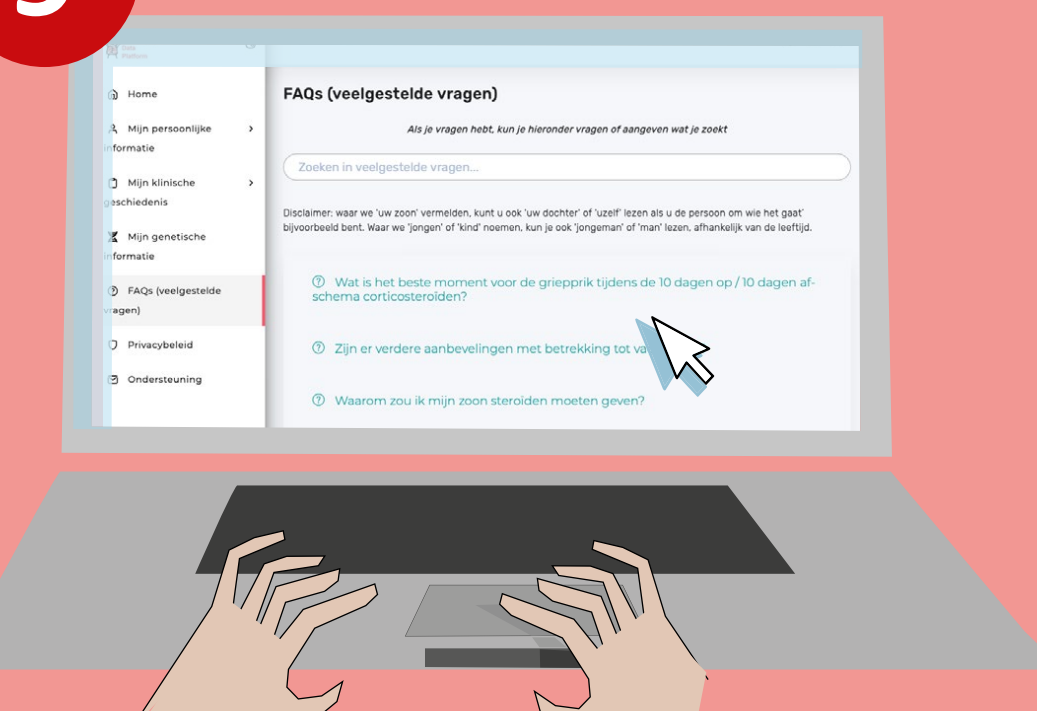 Home
Mijn persoonlijke
informatie
Mijn klinische
geschiedenis
Mijn genetische
informatie
FAQs (veelgestelde
vragen)
Privacybeleid
Ondersteuning
FAQs (veelgestelde vragen)
Als je vragen hebt, kun je hieronder vragen of aangeven wat je zoekt
Zoeken in veelgestelde vragen...
Disclaimer: waar we 'uw zoon' vermelden, kunt u ook 'uw dochter' of 'uzelf' lezen als u de persoon om wie het gaat'
bijvoorbeeld bent. Waar we 'jongen' of 'kind' noemen, kun je ook 'jongeman' of 'man' lezen, afhankelijk van de leeftijd.
Wat is het beste moment voor de griepprik tijdens de 10 dagen op / 10 dagen af-
schema corticosteroïden?
Zijn er verdere aanbevelingen met betrekking tot
Waarom zou ik mijn zoon steroïden moeten geven?